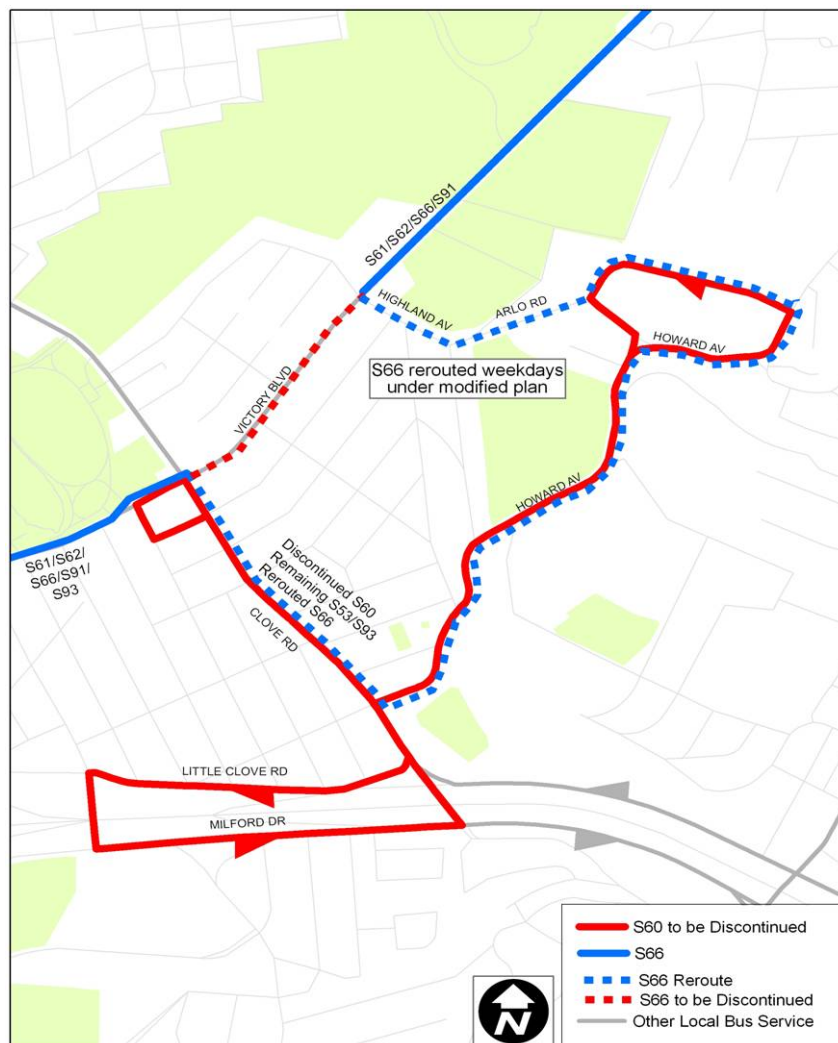 S61/S62/S66/S91
HIGHLAND AV
ARLO RD
HOWARD AV
S66 rerouted weekdays
under modified plan
VICTORY BLVD
HOWARD AV
S61/S62/
S66/S91/
S93
Discontinued S60
Remaining S53/S93
Rerouted S66
CLOVE RD
LITTLE CLOVE RD
MILFORD DR
S60 to be Discontinued
S66
S66 Reroute
S66 to be Discontinued
Other Local Bus Service
N